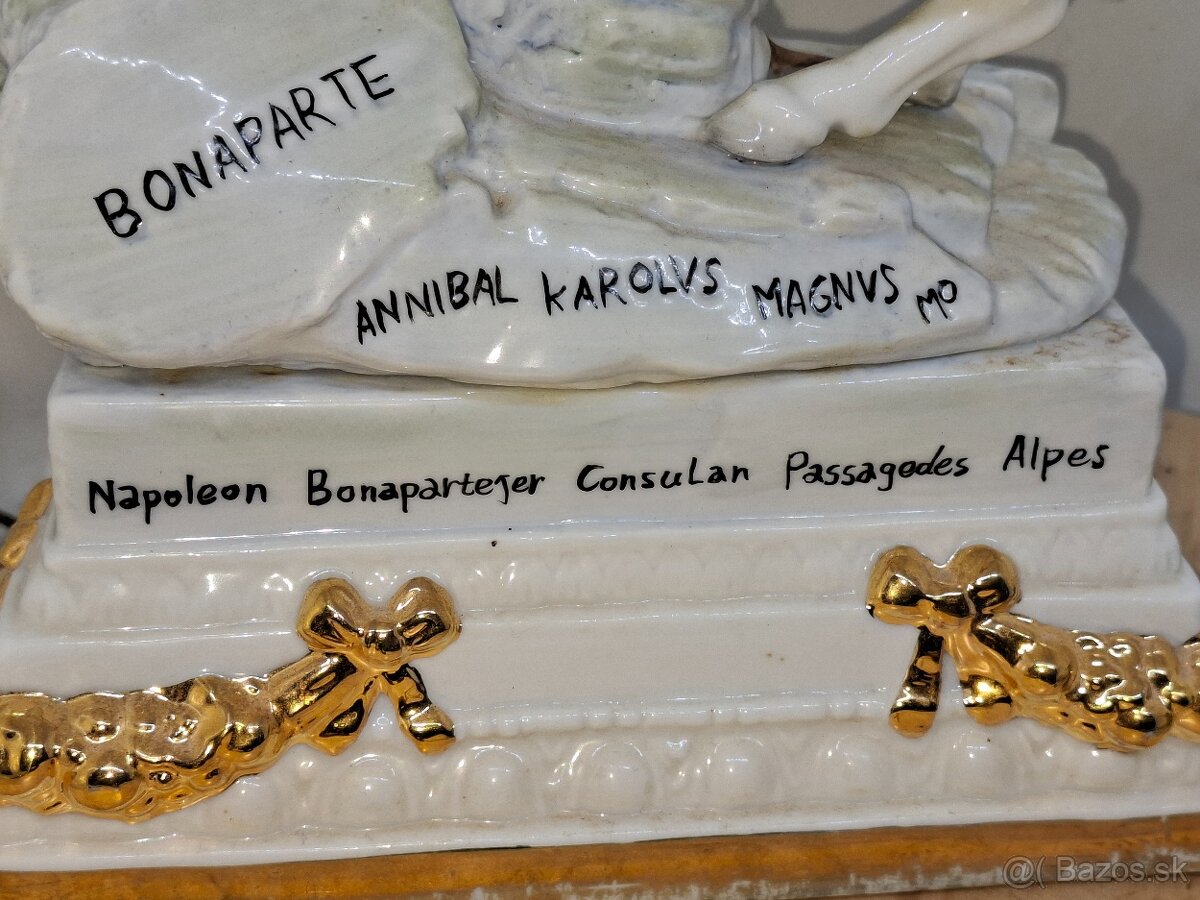 BONAPARTE
ANNIBAL KAROLVS MAGNVS MO
Napoleon Bonapartejer Consulan Passagodes Alpes
@( Bazos.sk